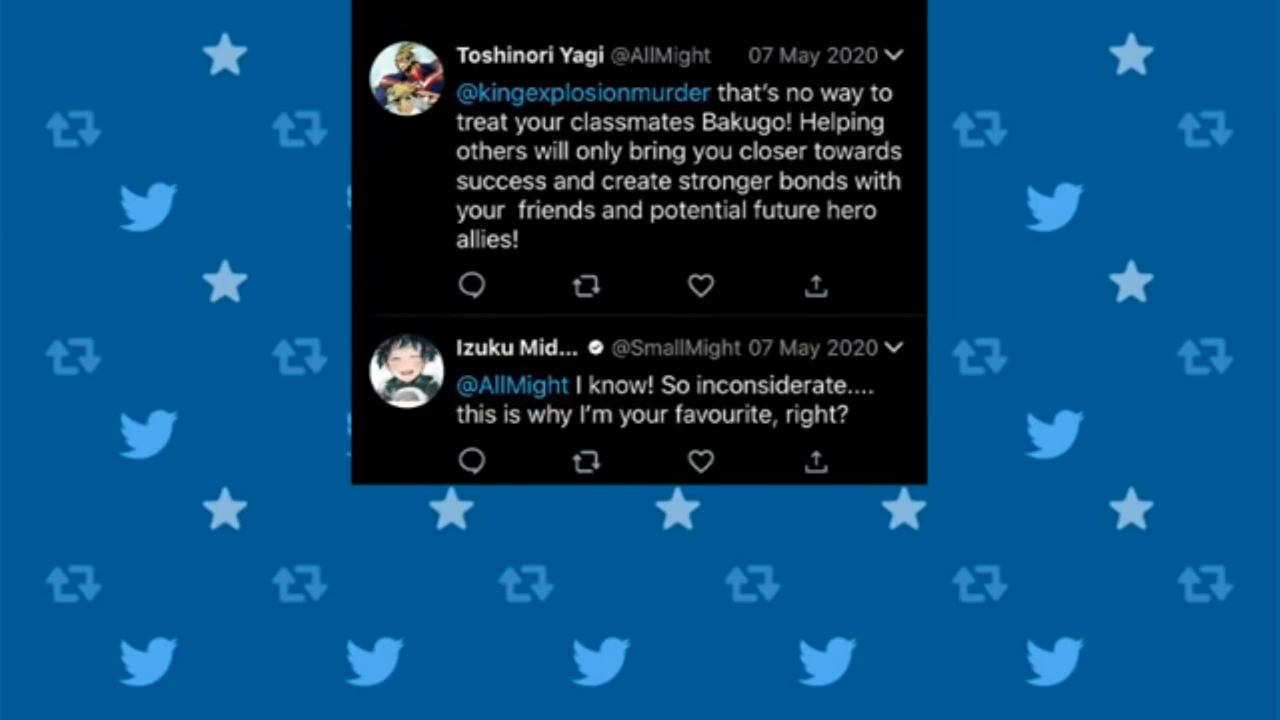 Toshinori Yagi @AllMight 07 May 2020
@kingexplosionmurder that's no way to
treat your classmates Bakugo! Helping
others will only bring you closer towards
success and create stronger bonds with
your  friends and potential future hero
allies!
Izuku Mid... @SmallMight 07 May 2020
@AllMight I know! So inconsiderate....
this is why I'm your favourite, right?